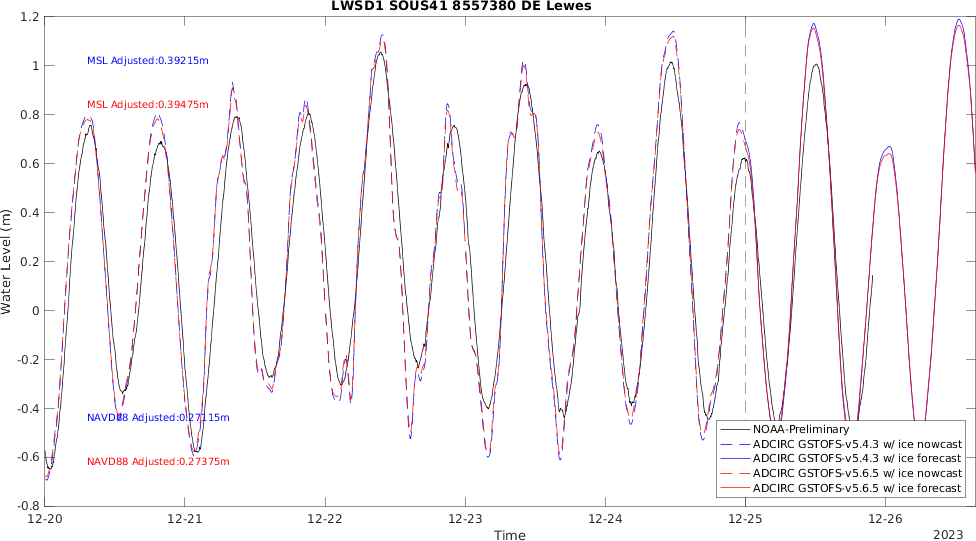 LWSD1 SOUS41 8557380 DE Lewes
1.2
1
0.8
0.6
0.4
0.2
0
-0.2
-0.4
-0.6
-0.8
Water Level (m)
MSL Adjusted:0.39215m
MSL Adjusted:0.39475m
NAVD88 Adjusted:0.27115m
NAVD88 Adjusted:0.27375m
NOAA-Preliminary
ADCIRC GSTOFS-v5.4.3 w/ ice nowcast
ADCIRC GSTOFS-v5.4.3 w/ ice forecast
ADCIRC GSTOFS-v5.6.5 w/ ice nowcast
ADCIRC GSTOFS-v5.6.5 w/ ice forecast
12-20 12-21 12-22 12-23 12-24 12-25 12-26
Time
2023